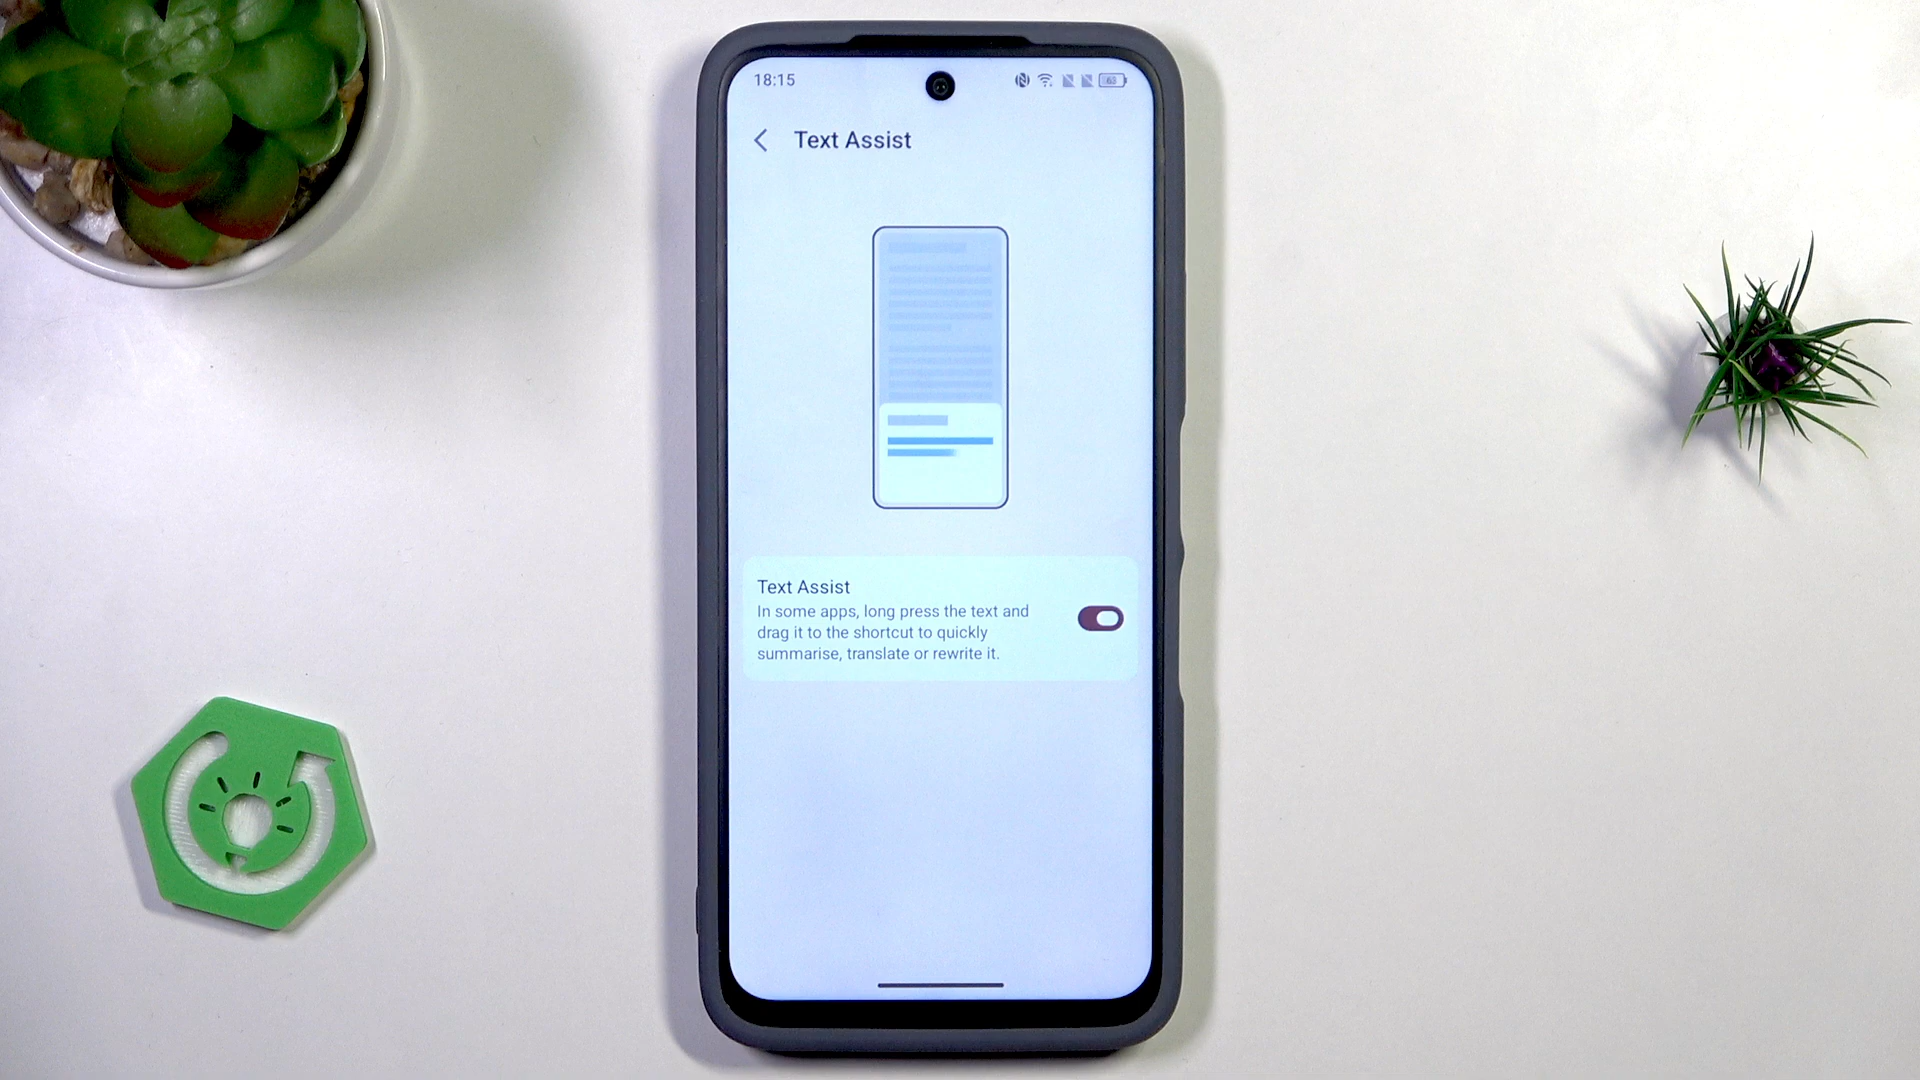 18:15
63
Text Assist
Text Assist
In some apps, long press the text and
drag it to the shortcut to quickly
summarise, translate or rewrite it.